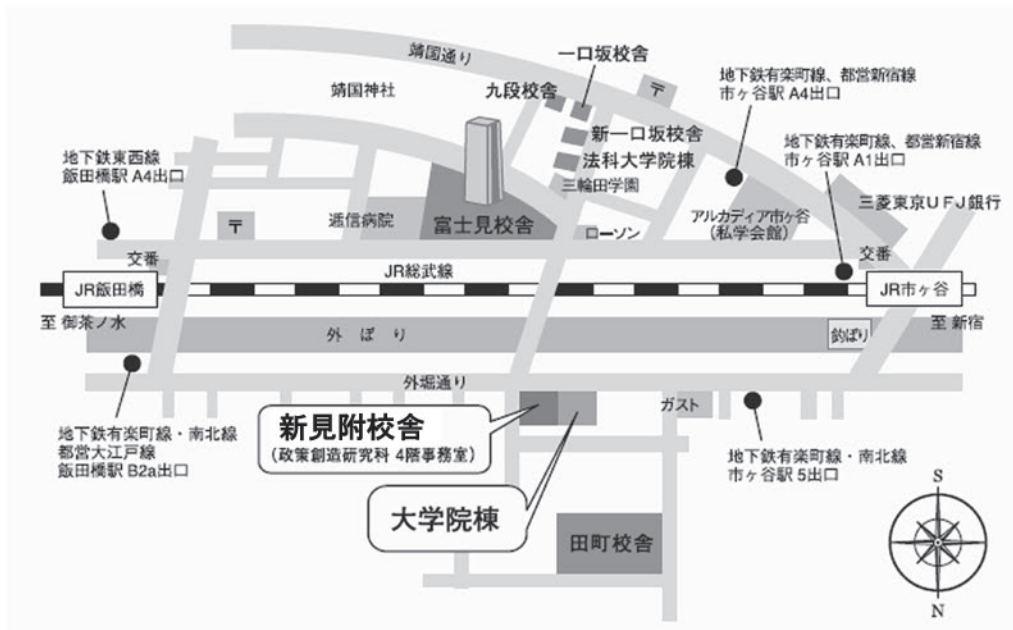 靖国通り
一口坂校舎
靖国神社
九段校舎
〒
地下鉄有楽町線、都営新宿線
市ヶ谷駅 A4出口
新一口坂校舎
法科大学院棟
三輪田学園
地下鉄有楽町線、都営新宿線
市ヶ谷駅 A1出口
地下鉄東西線
飯田橋駅 A4出口
〒
逓信病院
富士見校舎
ローソン
アルカディア市ヶ谷
(私学会館)
三菱東京UFJ銀行
交番
交番
JR総武線
JR飯田橋
JR市ヶ谷
至 御茶ノ水
外ぼり
釣ぼり
至 新宿
外堀通り
新見附校舎
(政策創造研究科 4階事務室)
ガスト
地下鉄有楽町線・南北線
都営大江戸線
飯田橋駅 B2a出口
地下鉄有楽町線・南北線
市ヶ谷駅 5出口
大学院棟
田町校舎
S
N